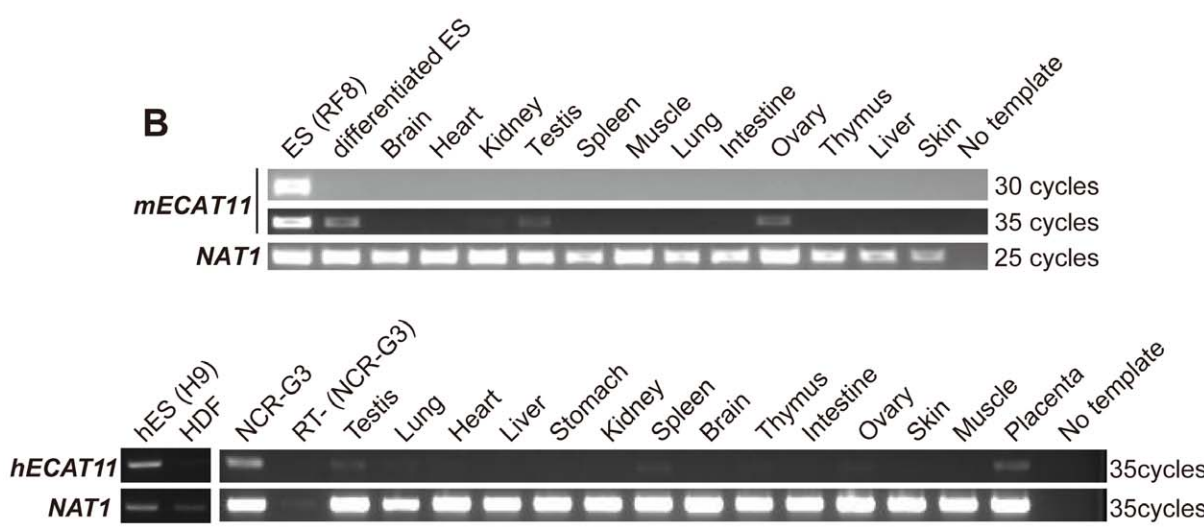 B
ES (RF8)
differentiated ES
Brain
Heart
Kidney
Testis
Spleen
Muscle
Lung
Intestine
Ovary
Thymus
Liver
Skin
No template
mECAT11
30 cycles
35 cycles
NAT1
25 cycles
hES (H9)
HDF
NCR-G3
RT- (NCR-G3)
Testis
Lung
Heart
Liver
Stomach
Kidney
Spleen
Brain
Thymus
Intestine
Ovary
Skin
Muscle
Placenta
No template
hECAT11
35cycles
NAT1
35cycles